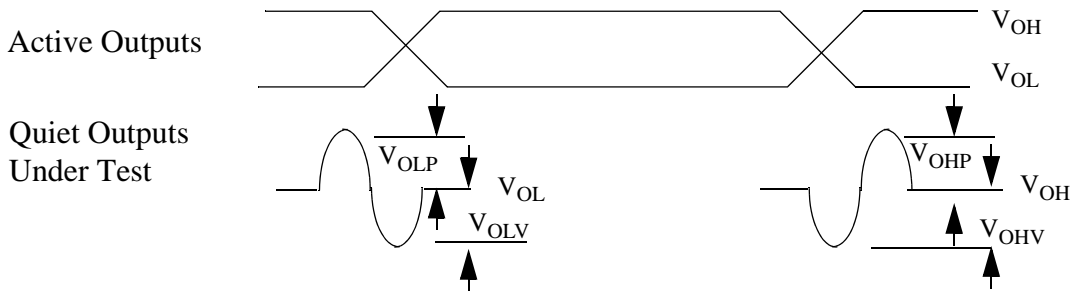 Active Outputs
V_OH
V_OL
Quiet Outputs
Under Test
V_OLP
V_OL
V_OLV
V_OHP
V_OH
V_OHV